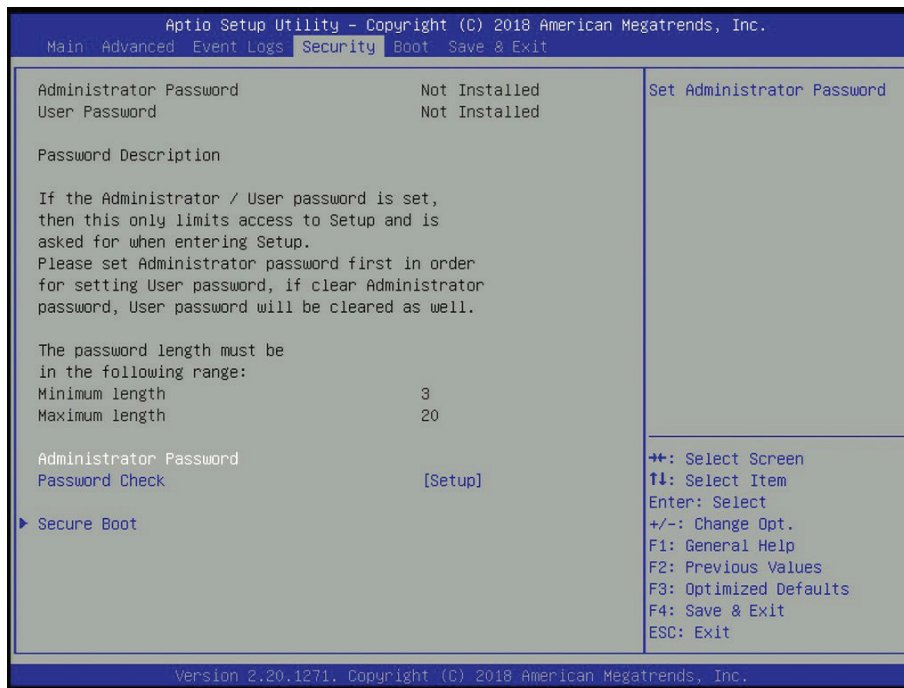 Aptio Setup Utility – Copyright (C) 2018 American Megatrends, Inc.
Main Advanced Event Logs Security Boot Save & Exit
Administrator Password Not Installed
User Password Not Installed
Password Description
If the Administrator / User password is set,
then this only limits access to Setup and is
asked for when entering Setup.
Please set Administrator password first in order
for setting User password, if clear Administrator
password, User password will be cleared as well.
The password length must be
in the following range:
Minimum length 3
Maximum length 20
Administrator Password
Password Check [Setup]
Secure Boot
Set Administrator Password
→←: Select Screen
↑↓: Select Item
Enter: Select
+/-: Change Opt.
F1: General Help
F2: Previous Values
F3: Optimized Defaults
F4: Save & Exit
ESC: Exit
Version 2.20.1271. Copyright (C) 2018 American Megatrends, Inc.